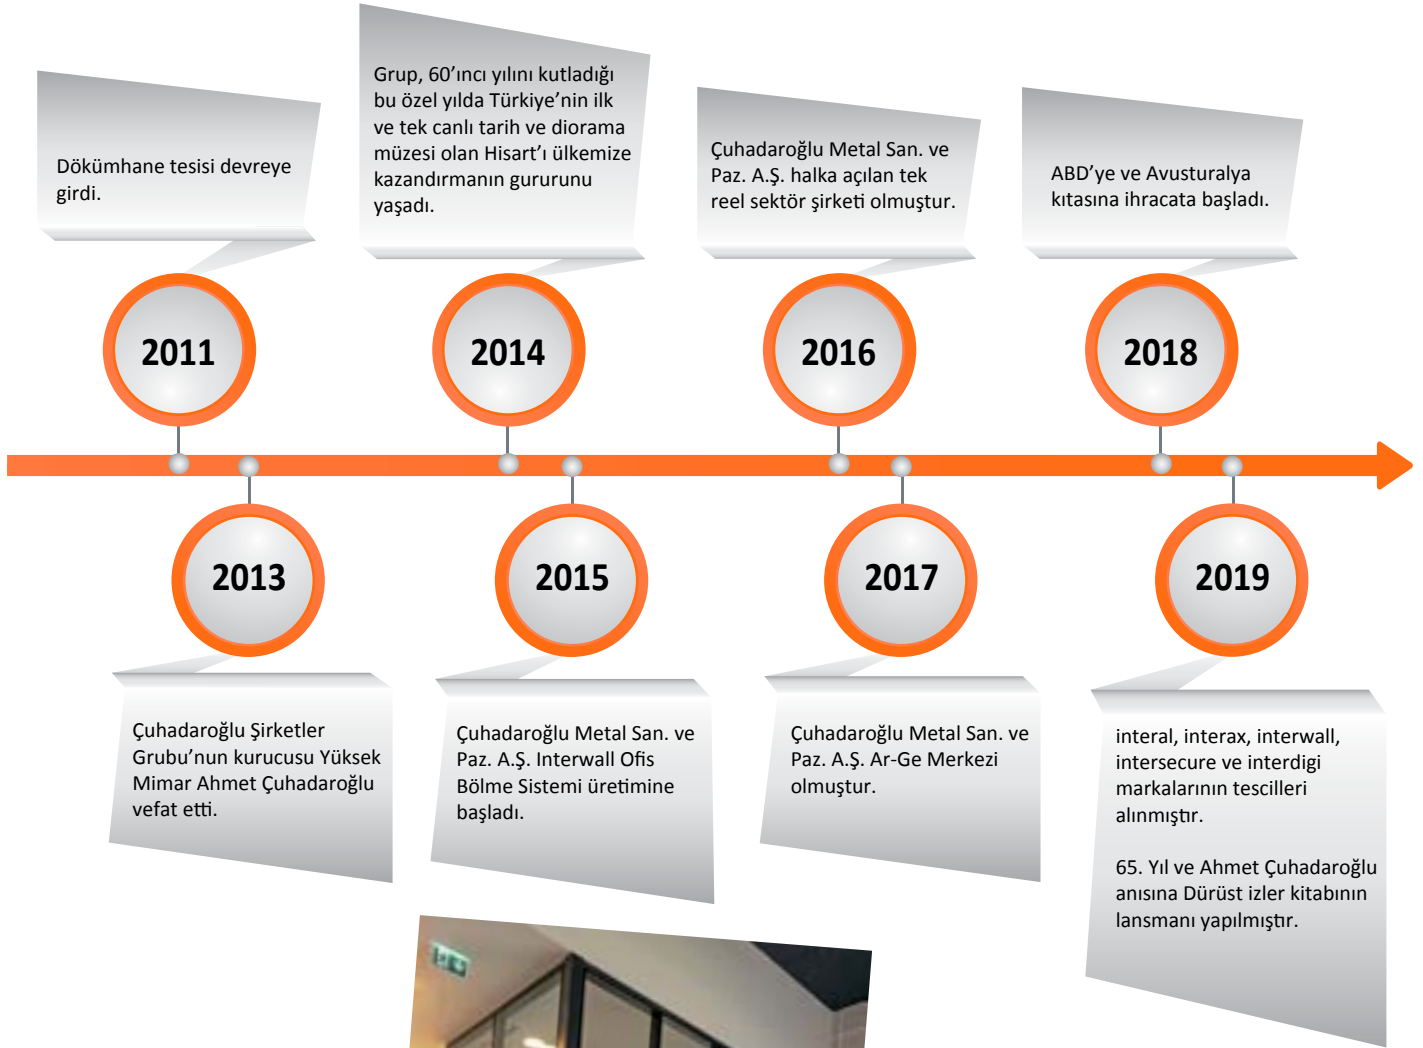 Dökümhane tesisi devreye
girdi.
2011
Grup, 60’ıncı yılını kutladığı
bu özel yılda Türkiye’nin ilk
ve tek canlı tarih ve diorama
müzesi olan Hisart’ı ülkemize
kazandırmanın gururunu
yaşadı.
2014
Çuhadaroğlu Metal San. ve
Paz. A.Ş. halka açılan tek
reel sektör şirketi olmuştur.
2016
ABD’ye ve Avusturalya
kıtasına ihracata başladı.
2018
2013
Çuhadaroğlu Şirketler
Grubu’nun kurucusu Yüksek
Mimar Ahmet Çuhadaroğlu
vefat etti.
2015
Çuhadaroğlu Metal San. ve
Paz. A.Ş. Interwall Ofis
Bölme Sistemi üretimine
başladı.
2017
Çuhadaroğlu Metal San. ve
Paz. A.Ş. Ar-Ge Merkezi
olmuştur.
2019
interal, interax, interwall,
intersecure ve interdigi
markalarının tescilleri
alınmıştır.
65. Yıl ve Ahmet Çuhadaroğlu
anısına Dürüst izler kitabının
lansmanı yapılmıştır.